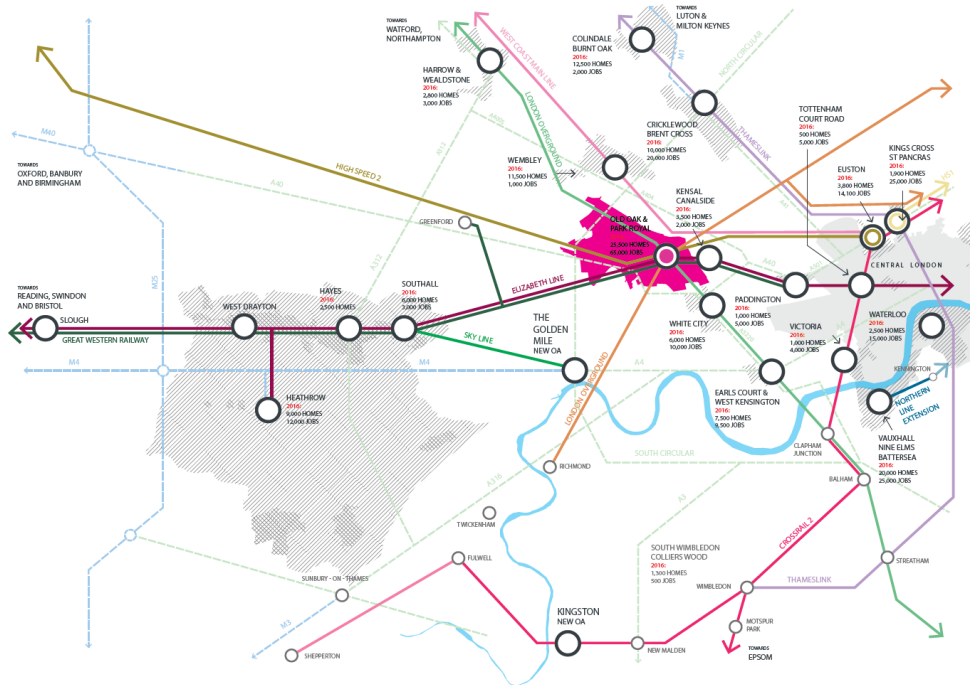 TOWARDS
WATFORD,
NORTHAMPTON
TOWARDS
LUTON &
MILTON KEYNES
COLINDALE
BURNT OAK
2016:
12,500 HOMES
2,000 JOBS
WEST COAST MAIN LINE
M1
NORTH CIRCULAR
HARROW &
WEALDSTONE
2016:
2,800 HOMES
3,000 JOBS
LONDON OVERGROUND
THAMESLINK
TOTTENHAM
COURT ROAD
2016:
500 HOMES
5,000 JOBS
CRICKLEWOOD
BRENT CROSS
2016:
10,000 HOMES
20,000 JOBS
KINGS CROSS
ST PANCRAS
2016:
1,900 HOMES
25,000 JOBS
EUSTON
2016:
3,800 HOMES
14,100 JOBS
HS1
M40
A40
A312
TOWARDS
OXFORD, BANBURY
AND BIRMINGHAM
HIGH SPEED 2
WEMBLEY
2016:
11,500 HOMES
1,000 JOBS
KENSAL
CANALSIDE
2016:
3,500 HOMES
2,000 JOBS
GREENFORD
OLD OAK &
PARK ROYAL
25,500 HOMES
65,000 JOBS
A312
M25
A40
CENTRAL LONDON
TOWARDS
READING, SWINDON
AND BRISTOL
SLOUGH
WEST DRAYTON
HAYES
2016:
2,500 HOMES
SOUTHALL
2016:
6,000 HOMES
3,000 JOBS
ELIZABETH LINE
GREAT WESTERN RAILWAY
SKY LINE
THE
GOLDEN
MILE
NEW OA
PADDINGTON
2016:
1,000 HOMES
5,000 JOBS
WHITE CITY
2016:
6,000 HOMES
10,000 JOBS
VICTORIA
2016:
1,000 HOMES
4,000 JOBS
WATERLOO
2016:
2,500 HOMES
15,000 JOBS
KENNINGTON
M4
M4
A4
HEATHROW
2016:
9,000 HOMES
12,000 JOBS
LONDON OVERGROUND
EARLS COURT &
WEST KENSINGTON
2016:
7,500 HOMES
9,500 JOBS
NORTHERN
LINE
EXTENSION
VAUXHALL
NINE ELMS
BATTERSEA
2016:
20,000 HOMES
25,000 JOBS
CLAPHAM
JUNCTION
SOUTH CIRCULAR
RICHMOND
A316
A3
BALHAM
TWICKENHAM
CROSSRAIL 2
FULWELL
SOUTH WIMBLEDON
COLLIERS WOOD
2016:
1,300 HOMES
500 JOBS
STREATHAM
SUNBURY - ON - THAMES
WIMBLEDON
THAMESLINK
KINGSTON
NEW OA
M3
MOTSPUR
PARK
SHEPPERTON
NEW MALDEN
TOWARDS
EPSOM